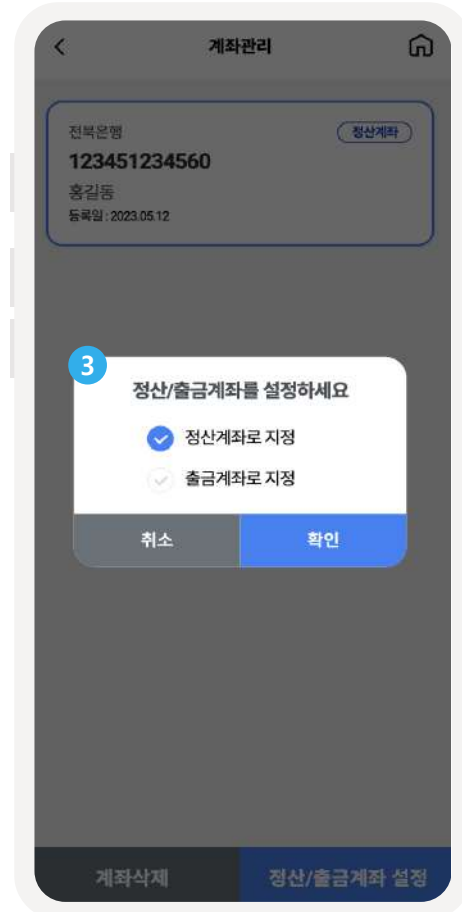 계좌관리
전북은행
정산계좌
123451234560
홍길동
등록일 : 2023.05.12
3
정산/출금계좌를 설정하세요
정산계좌로 지정
출금계좌로 지정
취소
확인
계좌삭제
정산/출금계좌 설정